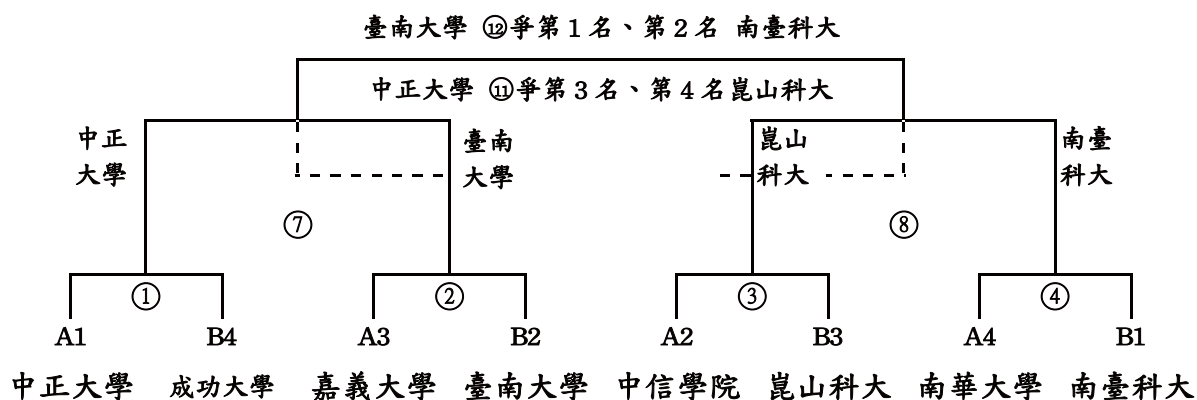 臺南大學 ⑫爭第1名、第2名 南臺科大
中正大學 ⑪爭第3名、第4名崑山科大
中正
大學
臺南
大學
崑山
科大
南臺
科大
⑦
⑧
①
②
③
④
A1
B4
A3
B2
A2
B3
A4
B1
中正大學
成功大學
嘉義大學
臺南大學
中信學院
崑山科大
南華大學
南臺科大